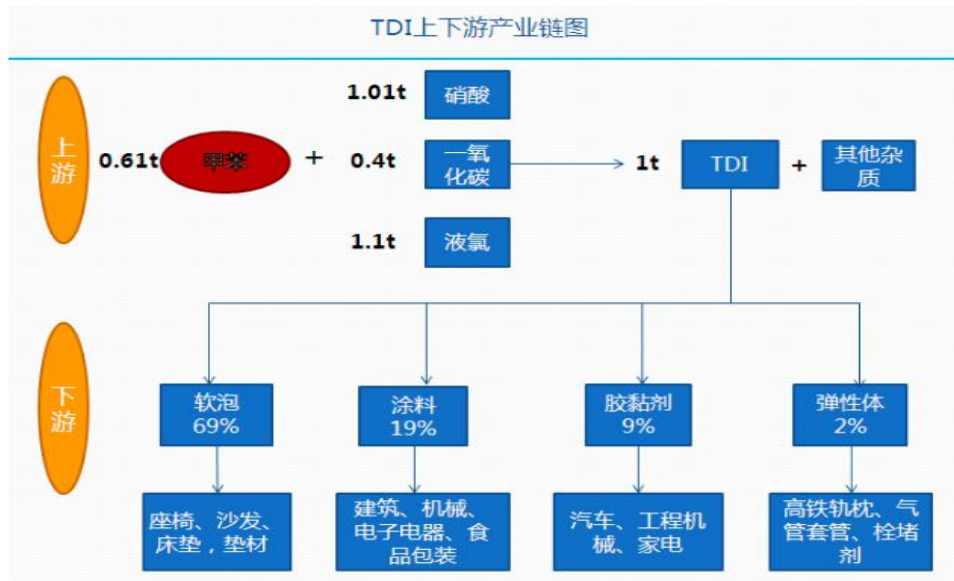 TDI上下游产业链图
上游
0.61t
甲苯
+
1.01t
硝酸
0.4t
一氧
化碳
1.1t
液氯
1t
TDI
+
其他杂
质
下游
软泡
69%
涂料
19%
胶黏剂
9%
弹性体
2%
座椅、沙发、
床垫，垫材
建筑、机械、
电子电器、食
品包装
汽车、工程机
械、家电
高铁轨枕、气
管套管、栓堵
剂